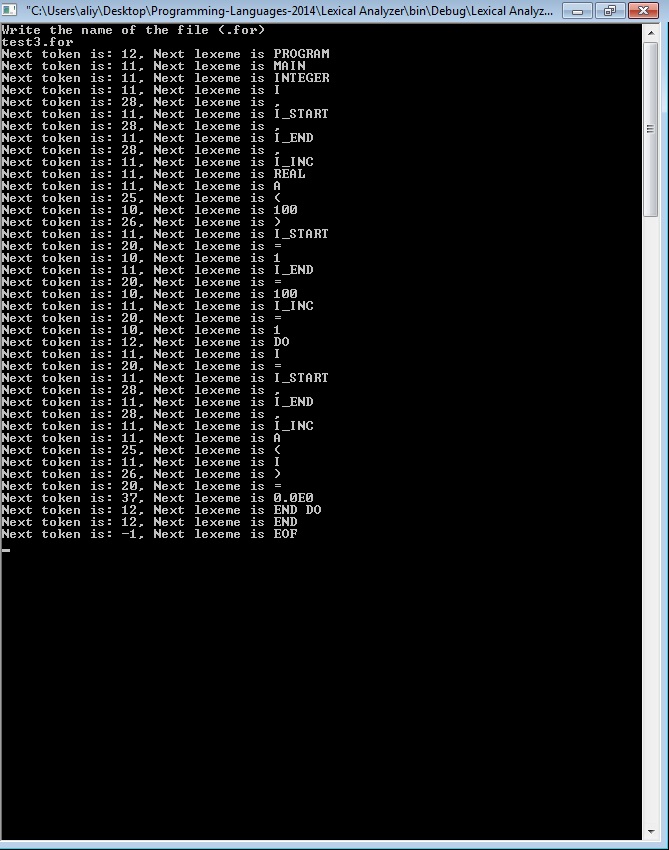 "C:\Users\aliy\Desktop\Programming-Languages-2014\Lexical Analyzer\bin\Debug\Lexical Analyz...
Write the name of the file (.for)
test3.for
Next token is: 12, Next lexeme is PROGRAM
Next token is: 11, Next lexeme is MAIN
Next token is: 11, Next lexeme is INTEGER
Next token is: 11, Next lexeme is I
Next token is: 28, Next lexeme is ,
Next token is: 11, Next lexeme is I_START
Next token is: 28, Next lexeme is ,
Next token is: 11, Next lexeme is I_END
Next token is: 28, Next lexeme is ,
Next token is: 11, Next lexeme is I_INC
Next token is: 11, Next lexeme is REAL
Next token is: 11, Next lexeme is A
Next token is: 25, Next lexeme is (
Next token is: 10, Next lexeme is 100
Next token is: 26, Next lexeme is )
Next token is: 11, Next lexeme is I_START
Next token is: 20, Next lexeme is =
Next token is: 10, Next lexeme is 1
Next token is: 11, Next lexeme is I_END
Next token is: 20, Next lexeme is =
Next token is: 10, Next lexeme is 100
Next token is: 11, Next lexeme is I_INC
Next token is: 20, Next lexeme is =
Next token is: 10, Next lexeme is 1
Next token is: 12, Next lexeme is DO
Next token is: 11, Next lexeme is I
Next token is: 20, Next lexeme is =
Next token is: 11, Next lexeme is I_START
Next token is: 28, Next lexeme is ,
Next token is: 11, Next lexeme is I_END
Next token is: 28, Next lexeme is ,
Next token is: 11, Next lexeme is I_INC
Next token is: 11, Next lexeme is A
Next token is: 25, Next lexeme is (
Next token is: 11, Next lexeme is I
Next token is: 26, Next lexeme is )
Next token is: 20, Next lexeme is =
Next token is: 37, Next lexeme is 0.0E0
Next token is: 12, Next lexeme is END DO
Next token is: 12, Next lexeme is END
Next token is: -1, Next lexeme is EOF